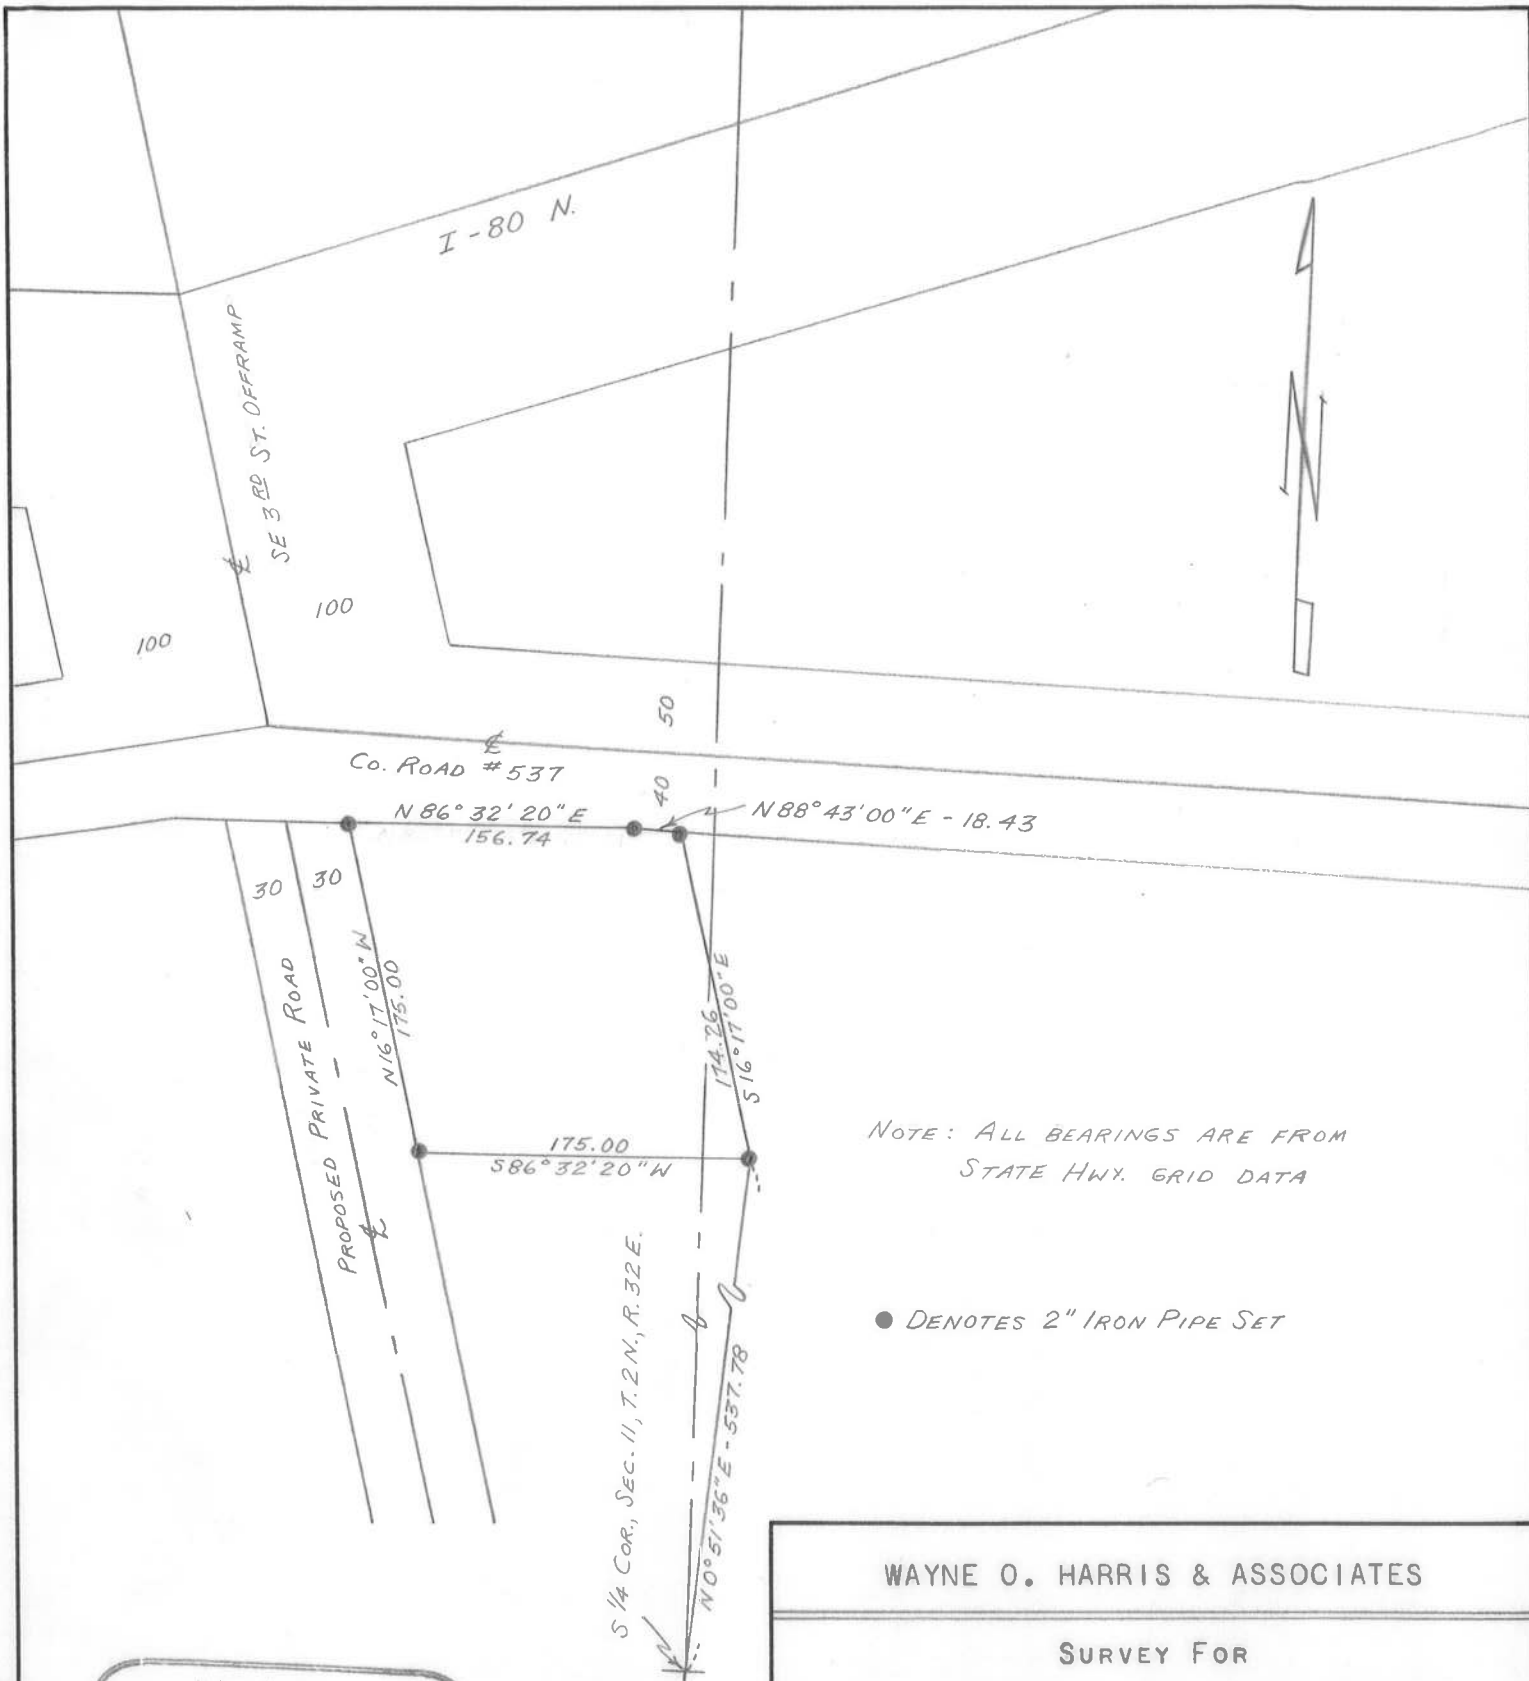 I-80 N.
SE 3RD ST. OFFRAMP
℄
100
100
50
℄
CO. ROAD #537
40
N 86° 32' 20" E
156.74
N 88° 43' 00" E - 18.43
30
30
N 16° 17' 00" W
175.00
PROPOSED PRIVATE ROAD
℄
174.26
S 16° 17' 00" E
175.00
S 86° 32' 20" W
NOTE: ALL BEARINGS ARE FROM
STATE HWY. GRID DATA
S 1/4 COR., SEC. 11, T. 2 N., R. 32 E.
N 0° 51' 36" E - 537.78
● DENOTES 2" IRON PIPE SET
WAYNE O. HARRIS & ASSOCIATES
SURVEY FOR